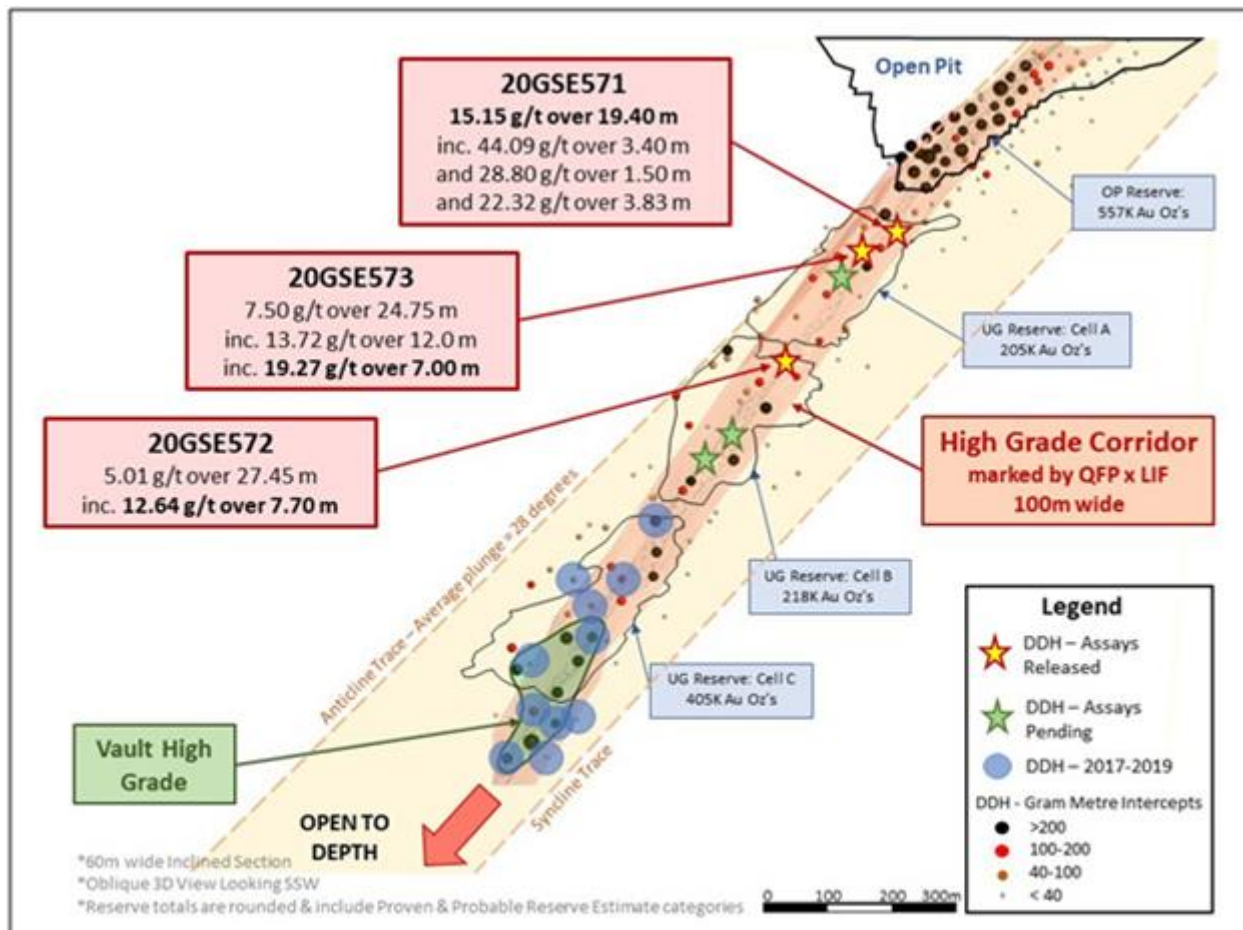 Open Pit
20GSE571
15.15 g/t over 19.40 m
inc. 44.09 g/t over 3.40 m
and 28.80 g/t over 1.50 m
and 22.32 g/t over 3.83 m
OP Reserve:
557K Au Oz's
20GSE573
7.50 g/t over 24.75 m
inc. 13.72 g/t over 12.0 m
inc. 19.27 g/t over 7.00 m
UG Reserve: Cell A
205K Au Oz's
20GSE572
5.01 g/t over 27.45 m
inc. 12.64 g/t over 7.70 m
High Grade Corridor
marked by QFP x LIF
100m wide
Anticline Trace – Average plunge = 28 degrees
UG Reserve: Cell B
218K Au Oz's
UG Reserve: Cell C
405K Au Oz's
Syncline Trace
Vault High
Grade
OPEN TO
DEPTH
Legend
DDH – Assays
Released
DDH – Assays
Pending
DDH – 2017-2019
DDH - Gram Metre Intercepts
>200
100-200
40-100
< 40
*60m wide Inclined Section
*Oblique 3D View Looking SSW
*Reserve totals are rounded & include Proven & Probable Reserve Estimate categories
0 100 200 300m